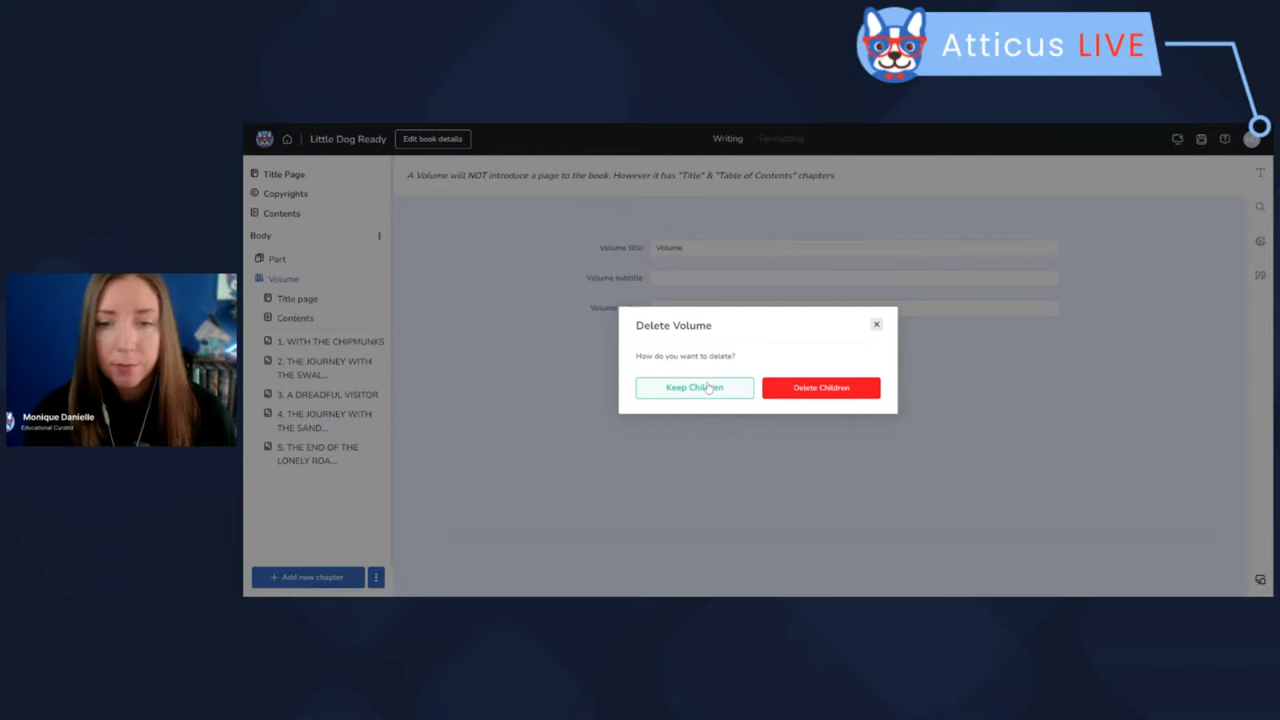 Atticus LIVE
Little Dog Ready
Edit book details
Writing
Formatting
Title Page
Copyrights
Contents
Body
Part
Volume
Title page
Contents
1. WITH THE CHIPMUNKS
2. THE JOURNEY WITH
THE SWAL...
3. A DREADFUL VISITOR
4. THE JOURNEY WITH
THE SAND...
5. THE END OF THE
LONELY ROA...
+ Add new chapter
A Volume will NOT introduce a page to the book. However it has "Title" & "Table of Contents" chapters
Volume title: Volume
Volume subtitle:
Volume
Delete Volume
How do you want to delete?
Keep Children
Delete Children
Monique Danielle
Educational Curator